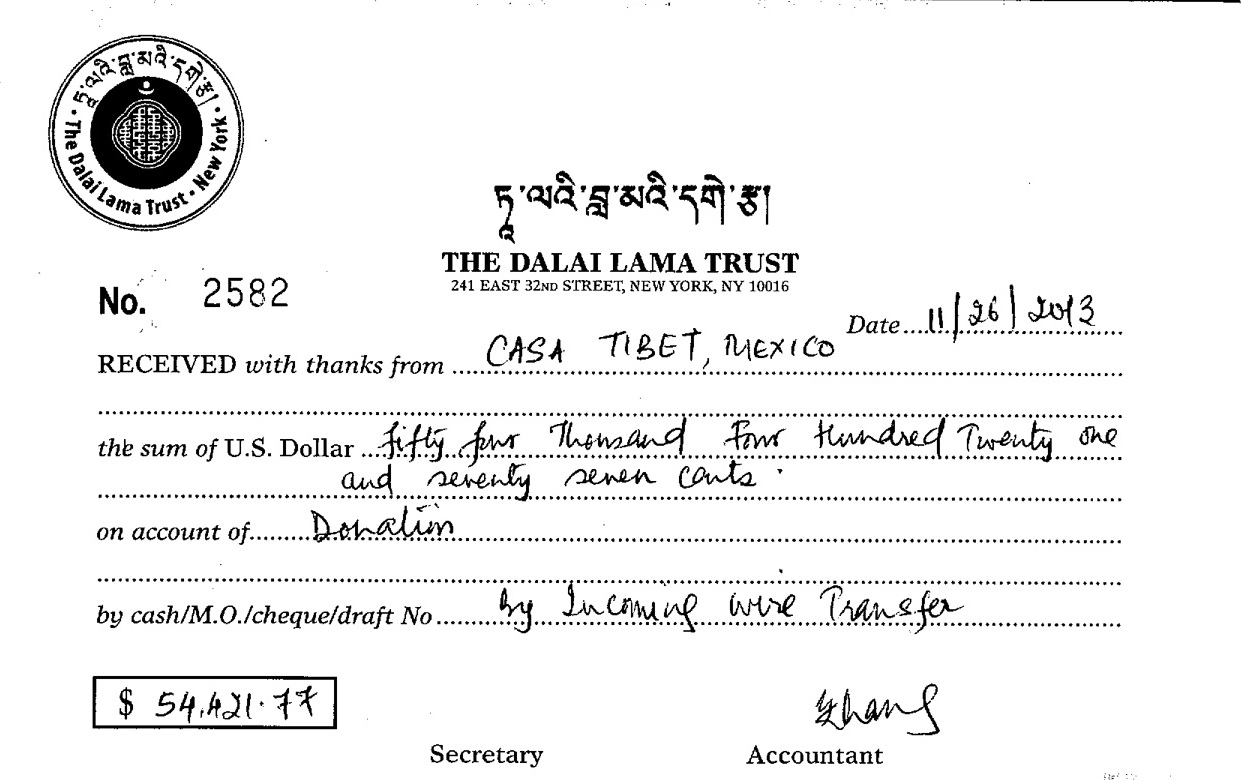 ཏཱ་ལའི་བླ་མའི་དགེ་རྩ།
The Dalai Lama Trust • New York
ཏཱ་ལའི་བླ་མའི་དགེ་རྩ།
THE DALAI LAMA TRUST
241 EAST 32ND STREET, NEW YORK, NY 10016
No. 2582
Date 11/26/2013
RECEIVED with thanks from CASA TIBET, MEXICO
the sum of U.S. Dollar fifty four Thousand Four Hundred Twenty one
and seventy seven cents.
on account of Donation
by cash/M.O./cheque/draft No by Incoming wire Transfer
$ 54,421.77
Secretary Accountant